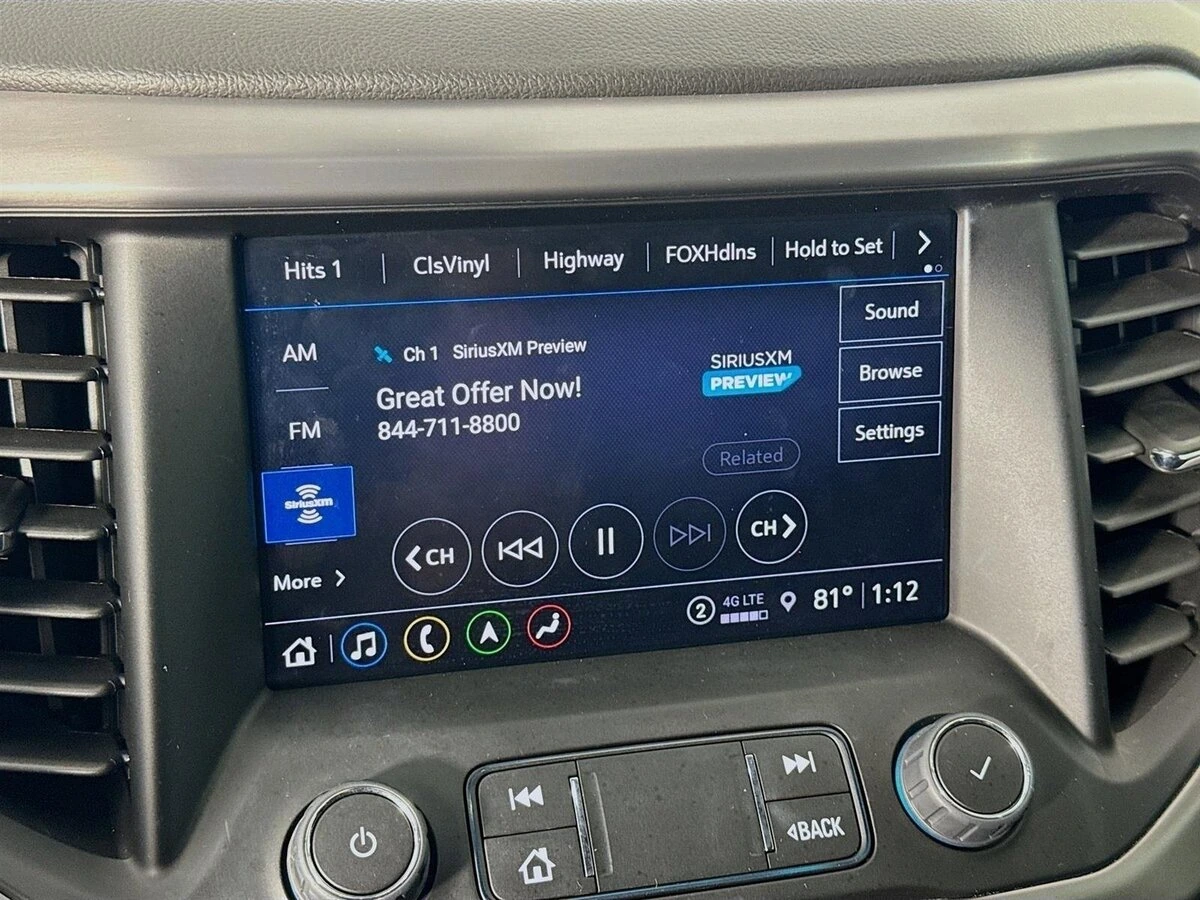 Hits 1
ClsVinyl
Highway
FOXHdlns
Hold to Set
AM
FM
SiriusXM
More
Ch 1 SiriusXM Preview
Great Offer Now!
844-711-8800
SIRIUSXM
PREVIEW
Related
Sound
Browse
Settings
CH
CH
2
4G LTE
81° 1:12
BACK